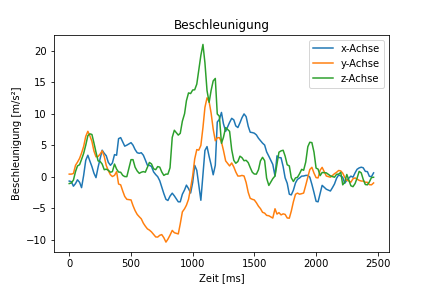 Beschleunigung
x-Achse
y-Achse
z-Achse
Beschleunigung [m/s²]
20
15
10
5
0
−5
−10
0
500
1000
1500
2000
2500
Zeit [ms]